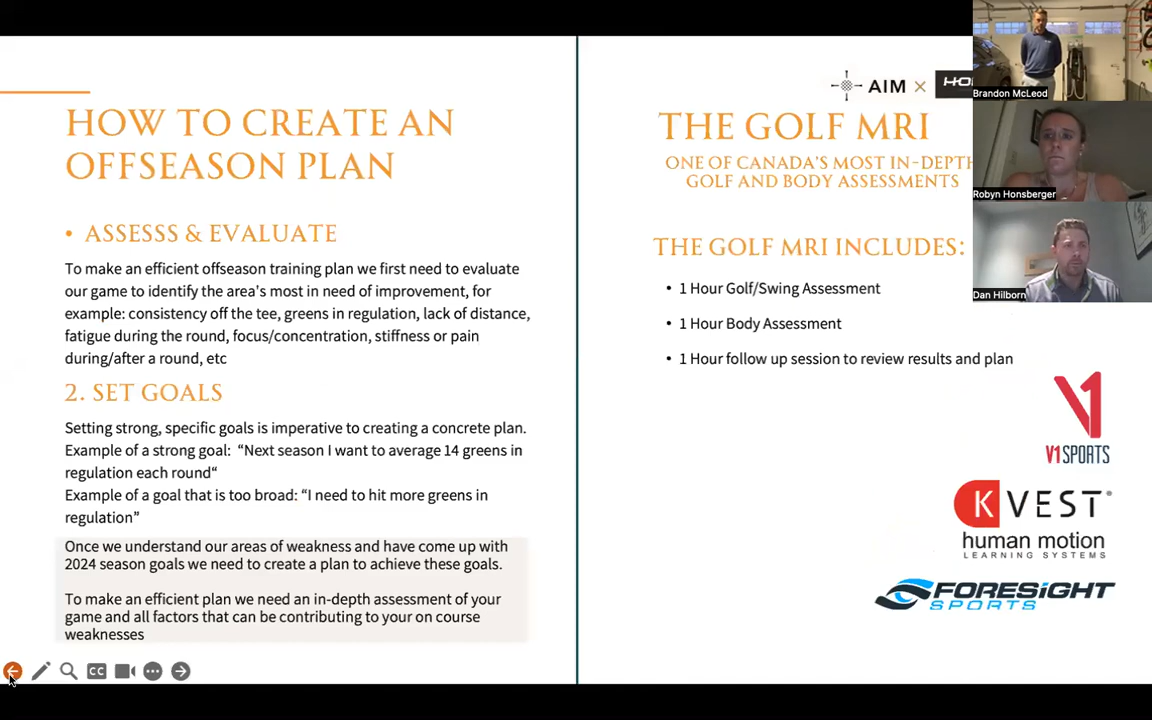 HOW TO CREATE AN
OFFSEASON PLAN
• ASSESSS & EVALUATE
To make an efficient offseason training plan we first need to evaluate
our game to identify the area's most in need of improvement, for
example: consistency off the tee, greens in regulation, lack of distance,
fatigue during the round, focus/concentration, stiffness or pain
during/after a round, etc
2. SET GOALS
Setting strong, specific goals is imperative to creating a concrete plan.
Example of a strong goal: “Next season I want to average 14 greens in
regulation each round“
Example of a goal that is too broad: “I need to hit more greens in
regulation”
Once we understand our areas of weakness and have come up with
2024 season goals we need to create a plan to achieve these goals.
To make an efficient plan we need an in-depth assessment of your
game and all factors that can be contributing to your on course
weaknesses
CC
AIM ×
THE GOLF MRI
ONE OF CANADA'S MOST IN-DEPTH
GOLF AND BODY ASSESSMENTS
THE GOLF MRI INCLUDES:
• 1 Hour Golf/Swing Assessment
• 1 Hour Body Assessment
• 1 Hour follow up session to review results and plan
V1
V1SPORTS
K VEST
human motion
LEARNING SYSTEMS
FORESIGHT
SPORTS
Brandon McLeod
Robyn Honsberger
Dan Hilborn